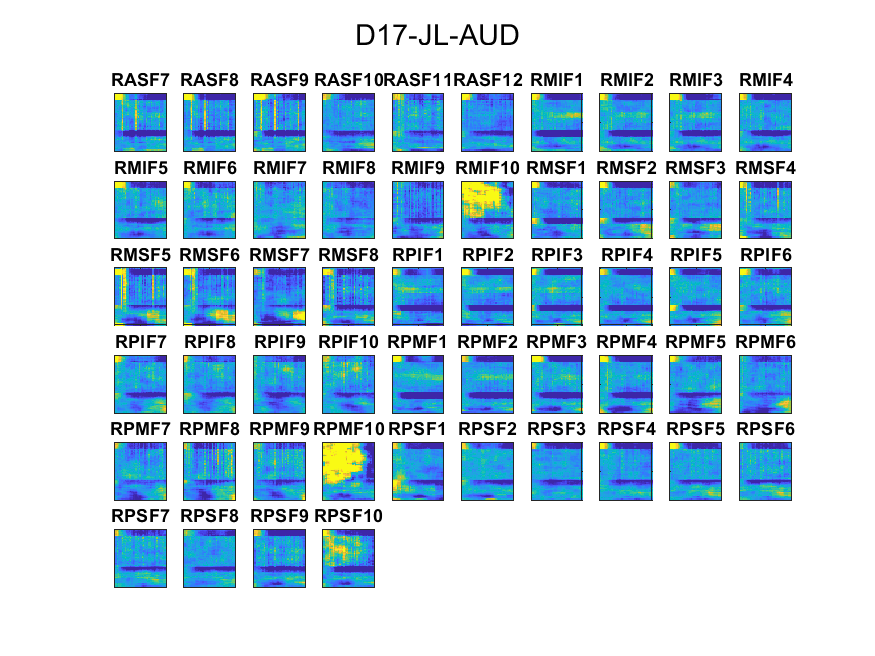 D17-JL-AUD
RASF7 RASF8 RASF9 RASF10 RASF11 RASF12 RMIF1 RMIF2 RMIF3 RMIF4
RMIF5 RMIF6 RMIF7 RMIF8 RMIF9 RMIF10 RMSF1 RMSF2 RMSF3 RMSF4
RMSF5 RMSF6 RMSF7 RMSF8 RPIF1 RPIF2 RPIF3 RPIF4 RPIF5 RPIF6
RPIF7 RPIF8 RPIF9 RPIF10 RPMF1 RPMF2 RPMF3 RPMF4 RPMF5 RPMF6
RPMF7 RPMF8 RPMF9 RPMF10 RPSF1 RPSF2 RPSF3 RPSF4 RPSF5 RPSF6
RPSF7 RPSF8 RPSF9 RPSF10